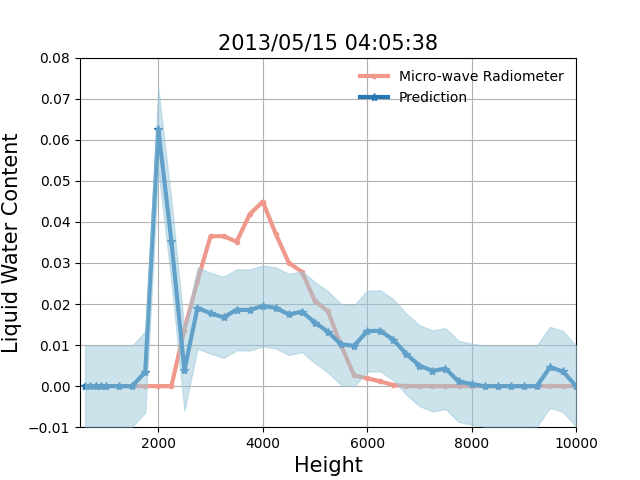 2013/05/15 04:05:38
Micro-wave Radiometer
Prediction
Liquid Water Content
0.08
0.07
0.06
0.05
0.04
0.03
0.02
0.01
0.00
−0.01
2000 4000 6000 8000 10000
Height